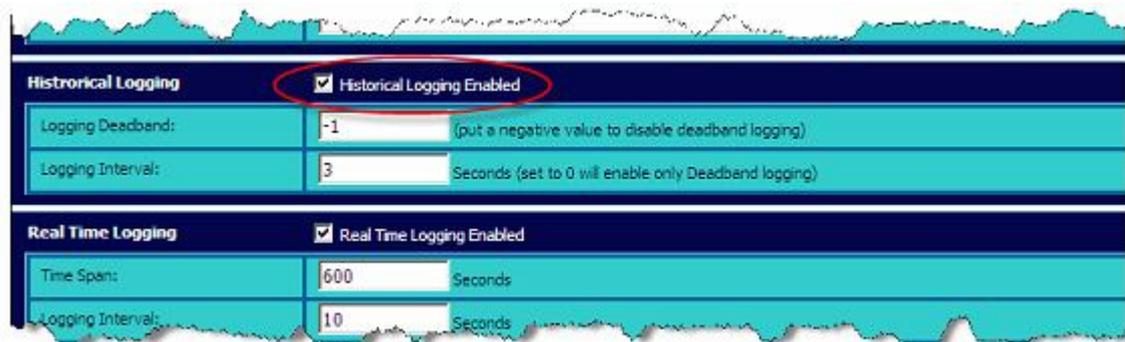 Histrorical Logging Historical Logging Enabled
Logging Deadband: -1 (put a negative value to disable deadband logging)
Logging Interval: 3 Seconds (set to 0 will enable only Deadband logging)
Real Time Logging Real Time Logging Enabled
Time Span: 600 Seconds
Logging Interval: 10 Seconds